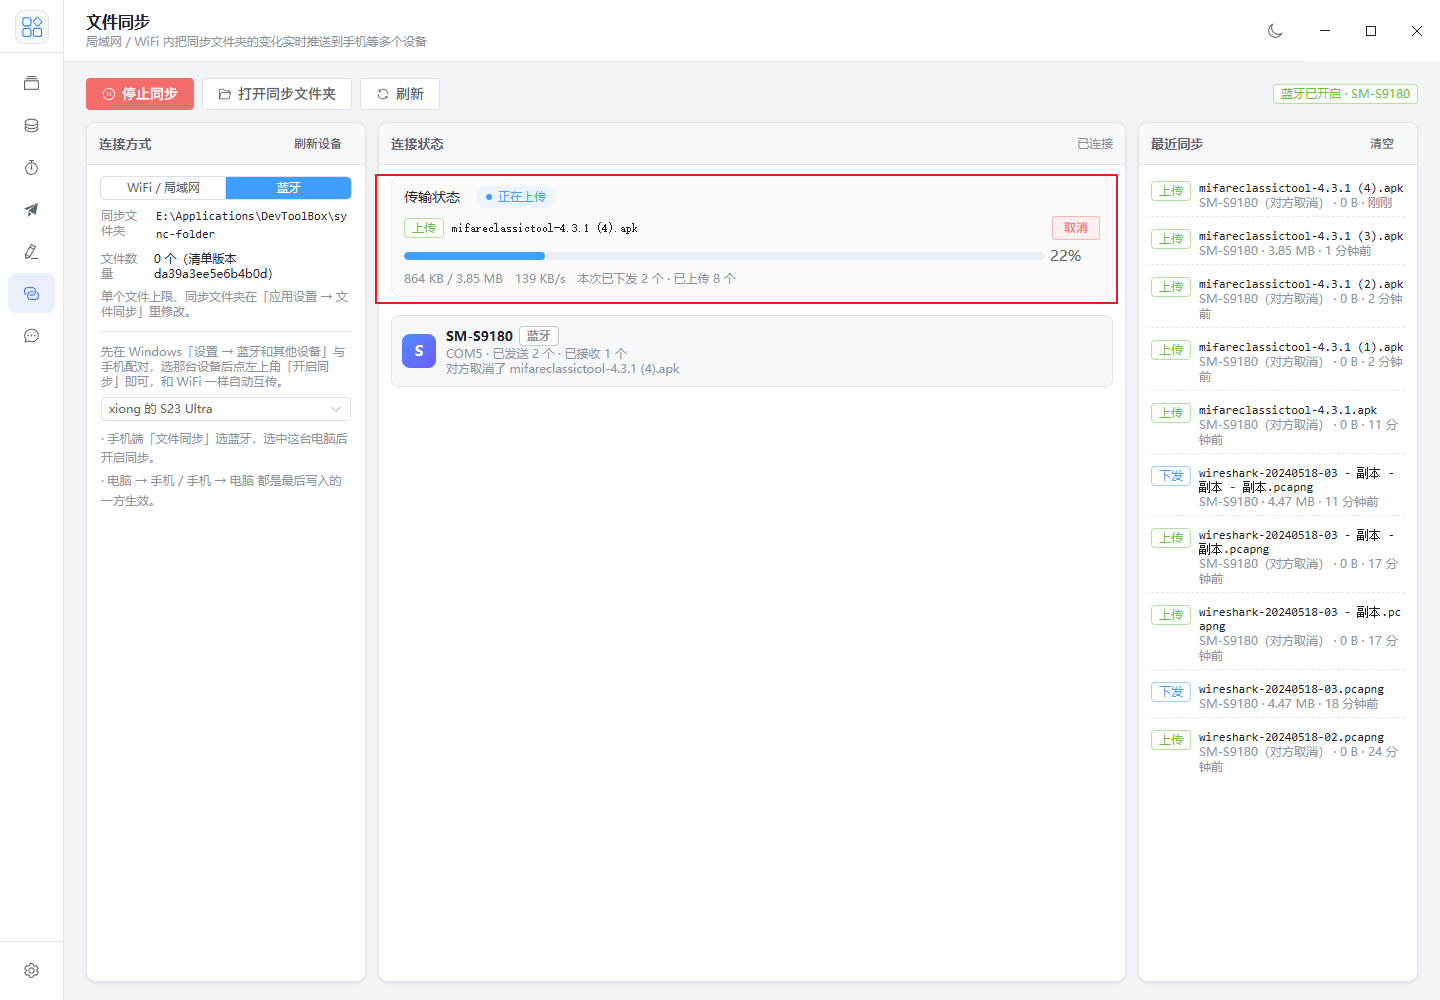 文件同步
局域网 / WiFi 内把同步文件夹的变化实时推送到手机等多个设备
停止同步
打开同步文件夹
刷新
蓝牙已开启 · SM-S9180
连接方式
刷新设备
WiFi / 局域网
蓝牙
同步文件夹
E:\Applications\DevToolBox\sy
nc-folder
文件数量
0 个（清单版本
da39a3ee5e6b4b0d）
单个文件上限、同步文件夹在「应用设置 → 文
件同步」里修改。
先在 Windows「设置 → 蓝牙和其他设备」与
手机配对，选那台设备后点左上角「开启同
步」即可，和 WiFi 一样自动互传。
xiong 的 S23 Ultra
· 手机端「文件同步」选蓝牙，选中这台电脑后
开启同步。
· 电脑 → 手机 / 手机 → 电脑 都是最后写入的
一方生效。
连接状态
已连接
传输状态
正在上传
上传
mifareclassictool-4.3.1 (4).apk
取消
22%
864 KB / 3.85 MB
139 KB/s
本次已下发 2 个 · 已上传 8 个
S
SM-S9180
蓝牙
COM5 · 已发送 2 个 · 已接收 1 个
对方取消了 mifareclassictool-4.3.1 (4).apk
最近同步
清空
上传
mifareclassictool-4.3.1 (4).apk
SM-S9180（对方取消） · 0 B · 刚刚
上传
mifareclassictool-4.3.1 (3).apk
SM-S9180 · 3.85 MB · 1 分钟前
上传
mifareclassictool-4.3.1 (2).apk
SM-S9180（对方取消） · 0 B · 2 分钟
前
上传
mifareclassictool-4.3.1 (1).apk
SM-S9180（对方取消） · 0 B · 2 分钟
前
上传
mifareclassictool-4.3.1.apk
SM-S9180（对方取消） · 0 B · 11 分
钟前
下发
wireshark-20240518-03 - 副本 -
副本 - 副本.pcapng
SM-S9180 · 4.47 MB · 11 分钟前
上传
wireshark-20240518-03 - 副本 -
副本.pcapng
SM-S9180（对方取消） · 0 B · 17 分
钟前
上传
wireshark-20240518-03 - 副本.pc
apng
SM-S9180（对方取消） · 0 B · 17 分
钟前
下发
wireshark-20240518-03.pcapng
SM-S9180 · 4.47 MB · 18 分钟前
上传
wireshark-20240518-02.pcapng
SM-S9180（对方取消） · 0 B · 24 分
钟前